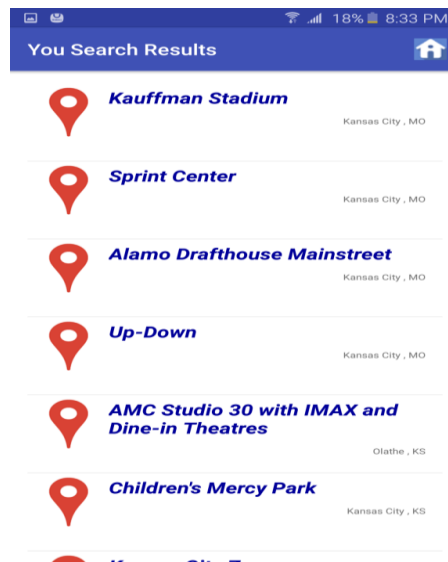 18% 8:33 PM
You Search Results
Kauffman Stadium
Kansas City , MO
Sprint Center
Kansas City , MO
Alamo Drafthouse Mainstreet
Kansas City , MO
Up-Down
Kansas City , MO
AMC Studio 30 with IMAX and
Dine-in Theatres
Olathe , KS
Children's Mercy Park
Kansas City , KS